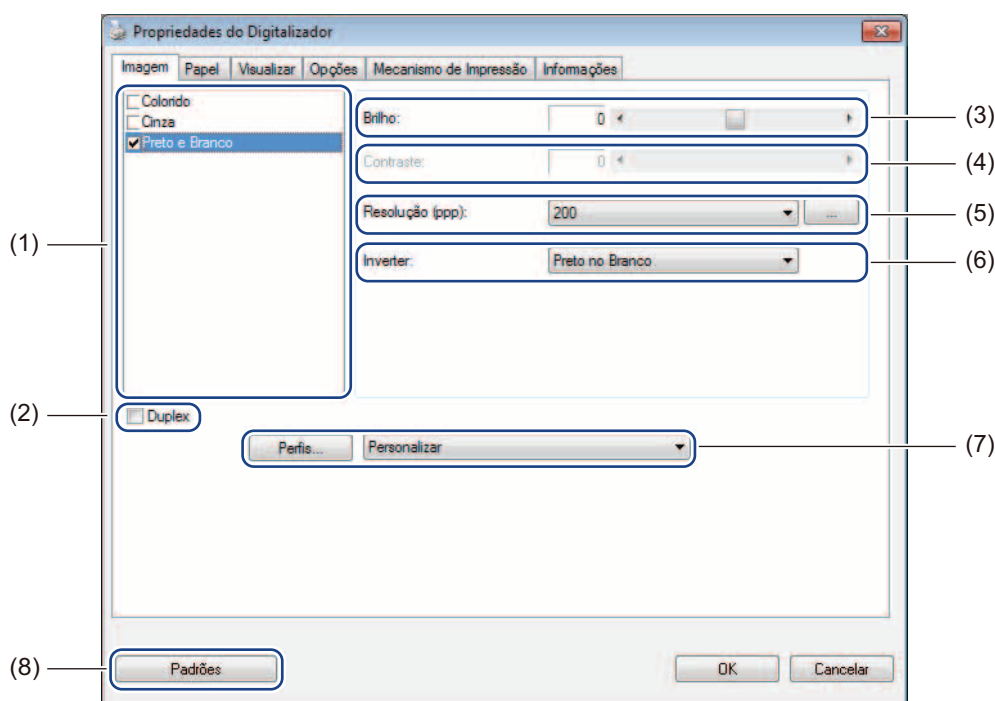 Propriedades do Digitalizador
Imagem Papel Visualizar Opções Mecanismo de Impressão Informações
Colorido
Cinza
Preto e Branco
Brilho: 0
(3)
Contraste: 0
(4)
Resolução (ppp): 200 ...
(5)
(1)
Inverter: Preto no Branco
(6)
(2)
Duplex
Perfis... Personalizar
(7)
(8)
Padrões OK Cancelar